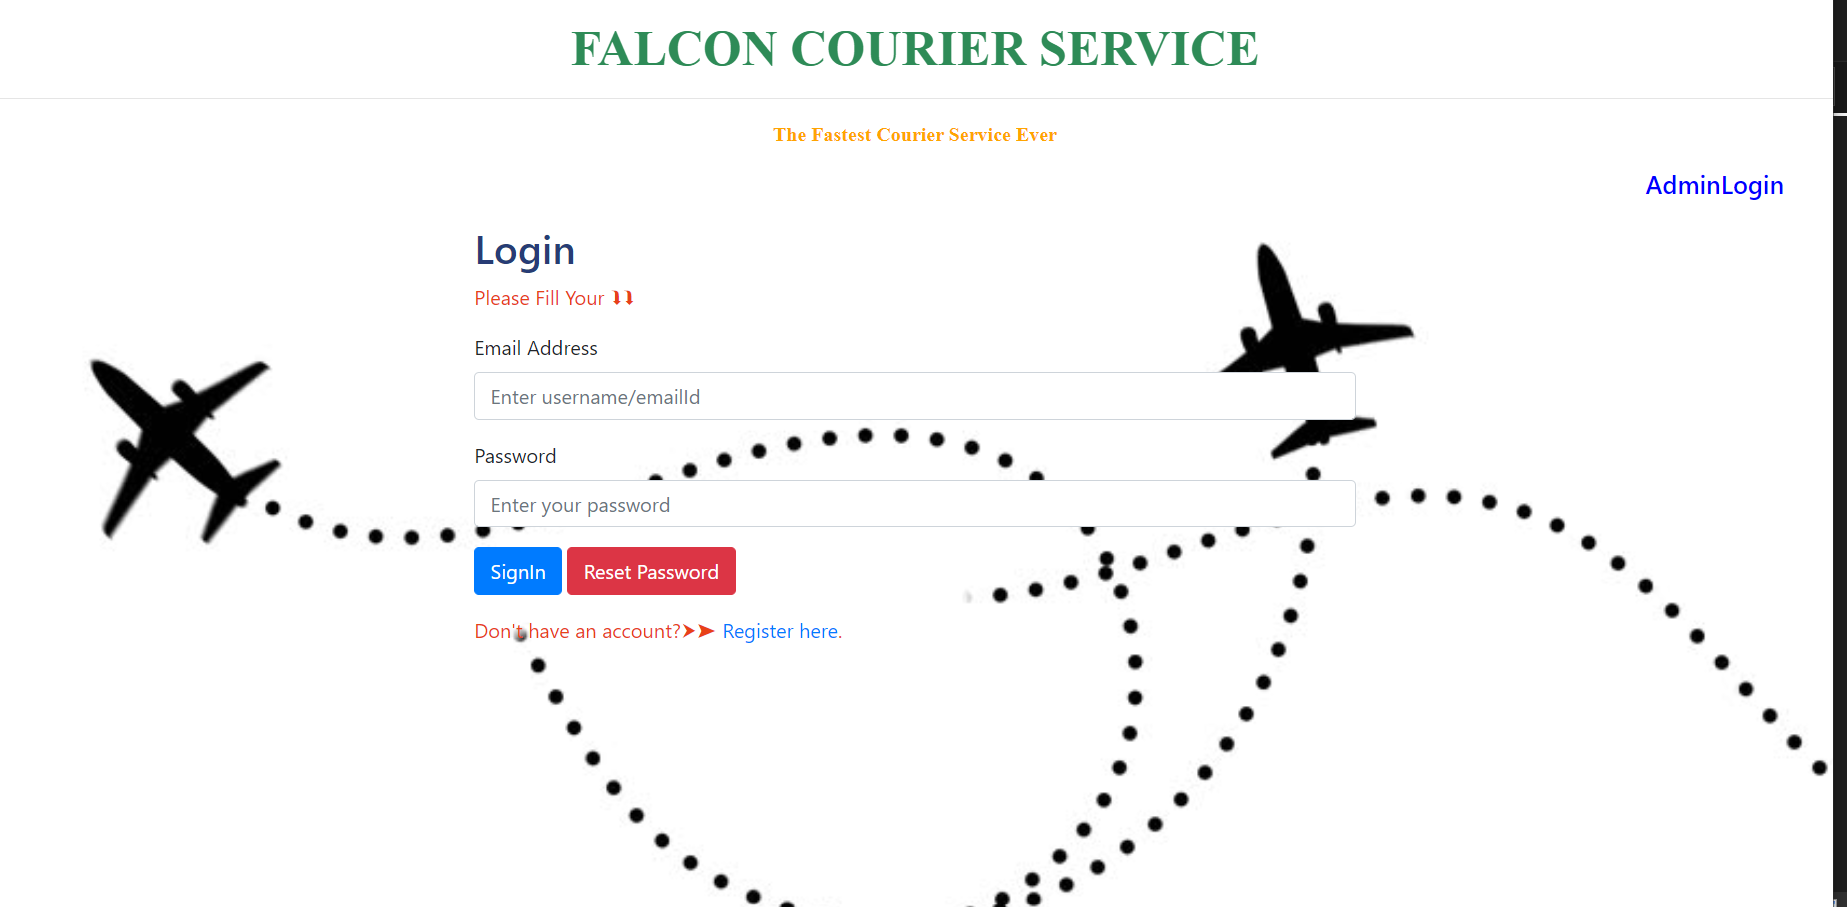 FALCON COURIER SERVICE
The Fastest Courier Service Ever
AdminLogin
Login
Please Fill Your ⮯⮯
Email Address
Enter username/emailId
Password
Enter your password
SignIn Reset Password
Don't have an account?➤➤ Register here.